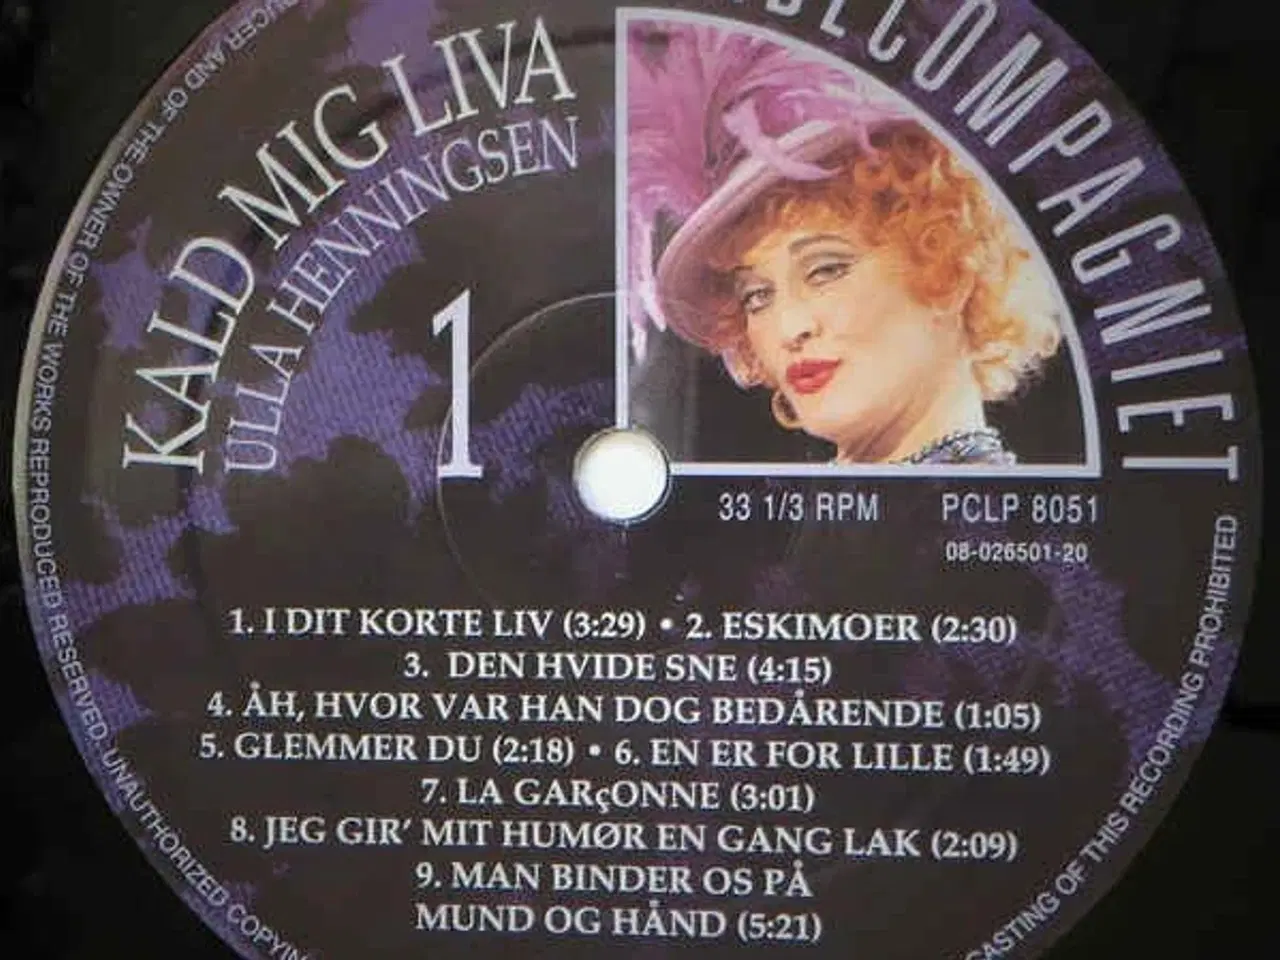 KALD MIG LIVA
ULLA HENNINGSEN
1
COMPAGNIET
33 1/3 RPM PCLP 8051
08-026501-20
1. I DIT KORTE LIV (3:29) • 2. ESKIMOER (2:30)
3. DEN HVIDE SNE (4:15)
4. ÅH, HVOR VAR HAN DOG BEDÅRENDE (1:05)
5. GLEMMER DU (2:18) • 6. EN ER FOR LILLE (1:49)
7. LA GARçONNE (3:01)
8. JEG GIR' MIT HUMØR EN GANG LAK (2:09)
9. MAN BINDER OS PÅ
MUND OG HÅND (5:21)
AND OF THE OWNER OF THE WORKS REPRODUCED RESERVED. UNAUTHORIZED
OF THIS RECORDING PROHIBITED